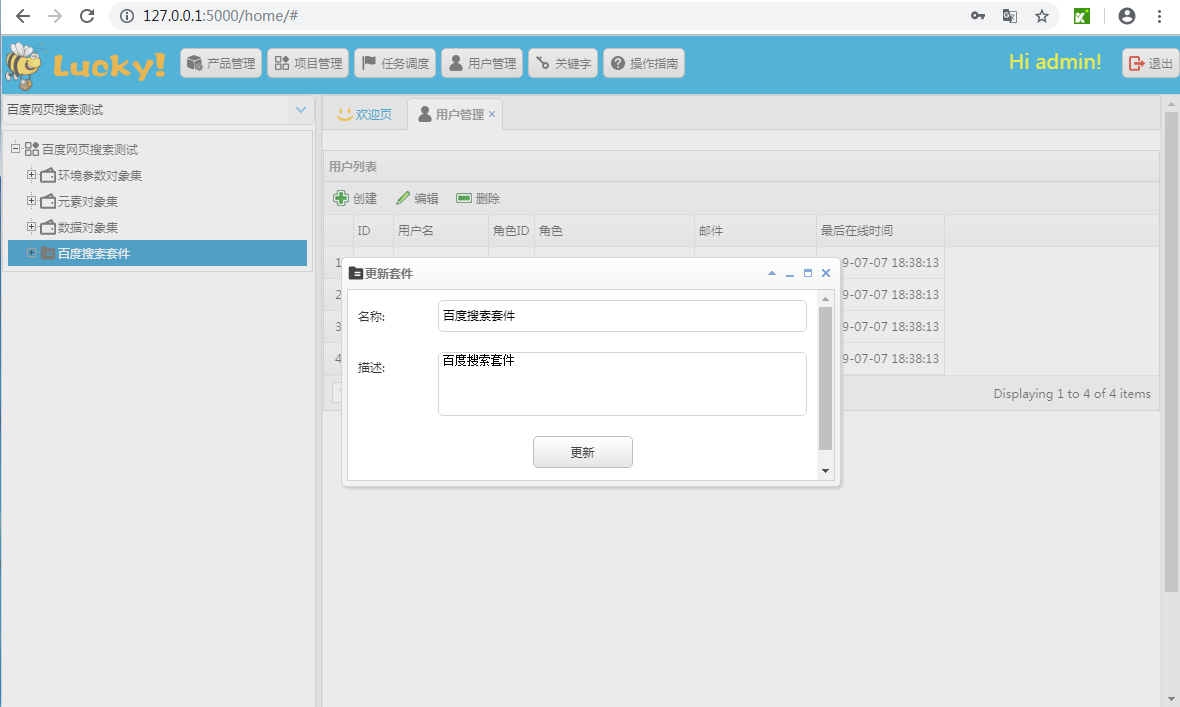 127.0.0.1:5000/home/#
Lucky!
产品管理 项目管理 任务调度 用户管理 关键字 操作指南
Hi admin!
退出
百度网页搜索测试
欢迎页 用户管理
百度网页搜索测试
环境参数对象集
元素对象集
数据对象集
百度搜索套件
用户列表
创建 编辑 删除
ID 用户名 角色ID 角色 邮件 最后在线时间
1 9-07-07 18:38:13
2 9-07-07 18:38:13
3 9-07-07 18:38:13
4 9-07-07 18:38:13
Displaying 1 to 4 of 4 items
更新套件
名称: 百度搜索套件
描述: 百度搜索套件
更新